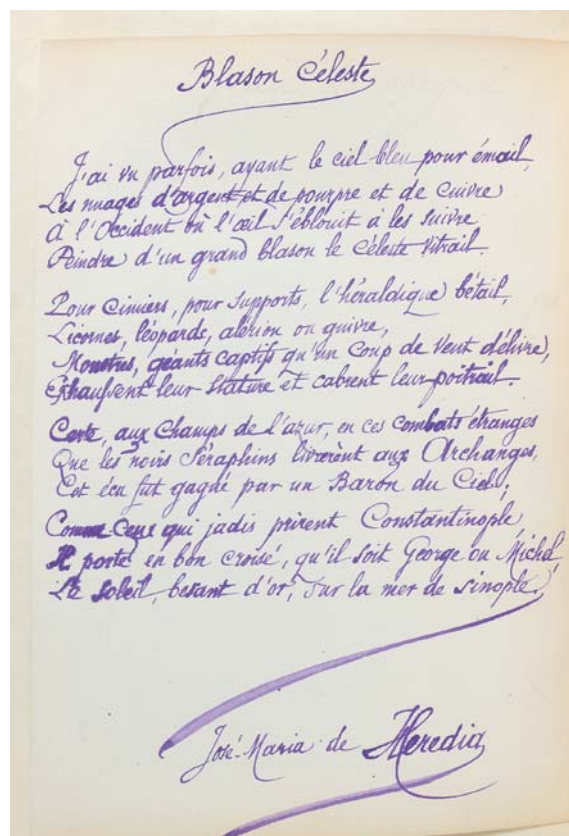 Blason Céleste
J'ai vu parfois, ayant le ciel bleu pour émail,
Les nuages d'argent et de pourpre et de cuivre
À l'Occident où l'œil s'éblouit à les suivre
Peindre d'un grand blason le céleste vitrail.
Pour cimiers, pour supports, l'héraldique bétail,
Licornes, léopards, alérion ou guivre,
Monstres, géants captifs qu'un coup de vent délivre,
Exhaussent leur stature et cabrent leur poitrail.
Certe, aux champs de l'azur, en ces combats étranges
Que les noirs Séraphins livrèrent aux Archanges,
Cet écu fut gagné par un Baron du Ciel;
Comme ceux qui jadis prirent Constantinople
Il porte en bon croisé, qu'il soit George ou Michel,
Le soleil, besant d'or, sur la mer de sinople.
José-Maria de Heredia